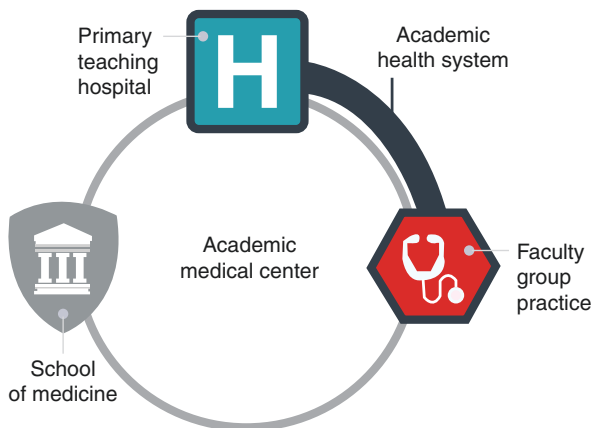 Primary
teaching
hospital
H
Academic
health system
Academic
medical center
Faculty
group
practice
School
of medicine